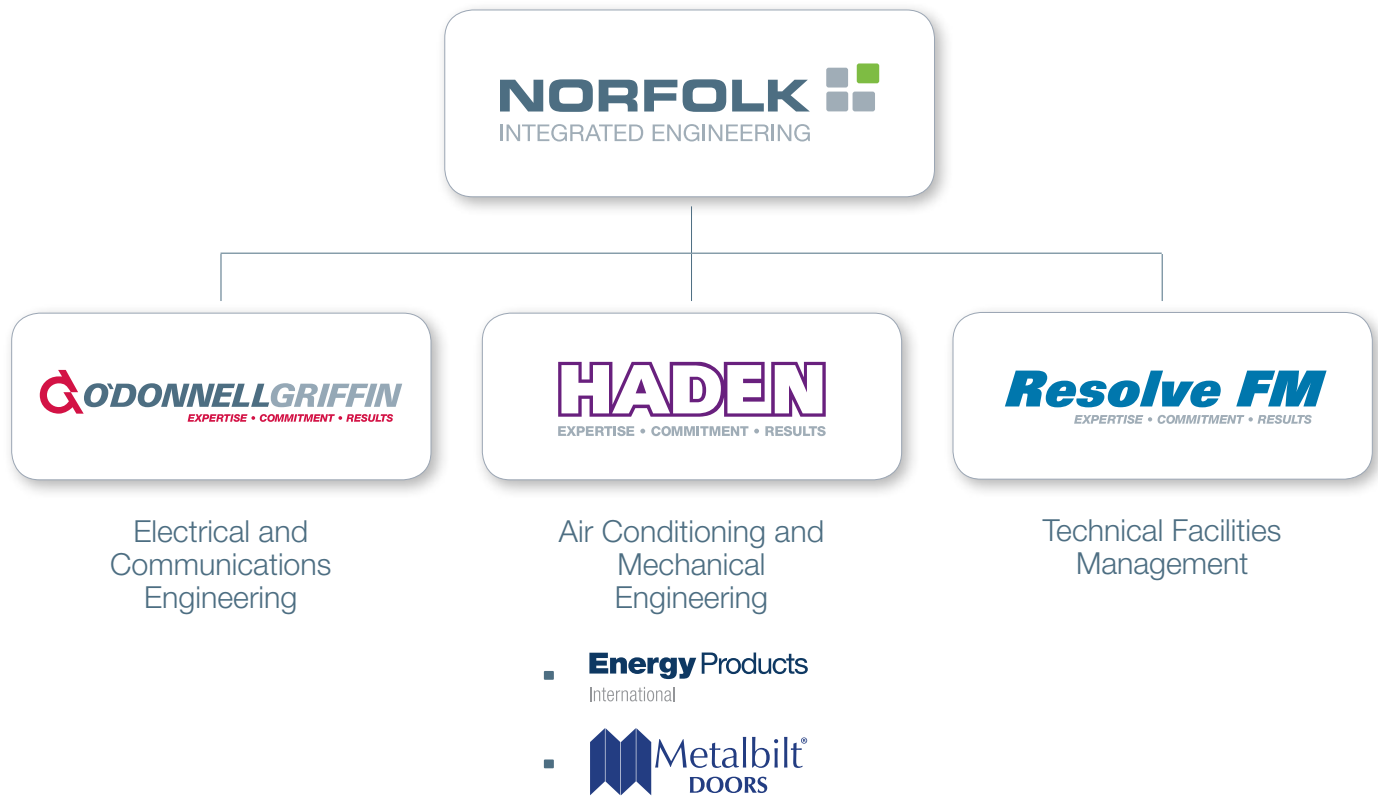 NORFOLK
INTEGRATED ENGINEERING
O'DONNELLGRIFFIN
EXPERTISE • COMMITMENT • RESULTS
HADEN
EXPERTISE • COMMITMENT • RESULTS
Resolve FM
EXPERTISE • COMMITMENT • RESULTS
Electrical and
Communications
Engineering
Air Conditioning and
Mechanical
Engineering
Technical Facilities
Management
Energy Products
International
Metalbilt®
DOORS